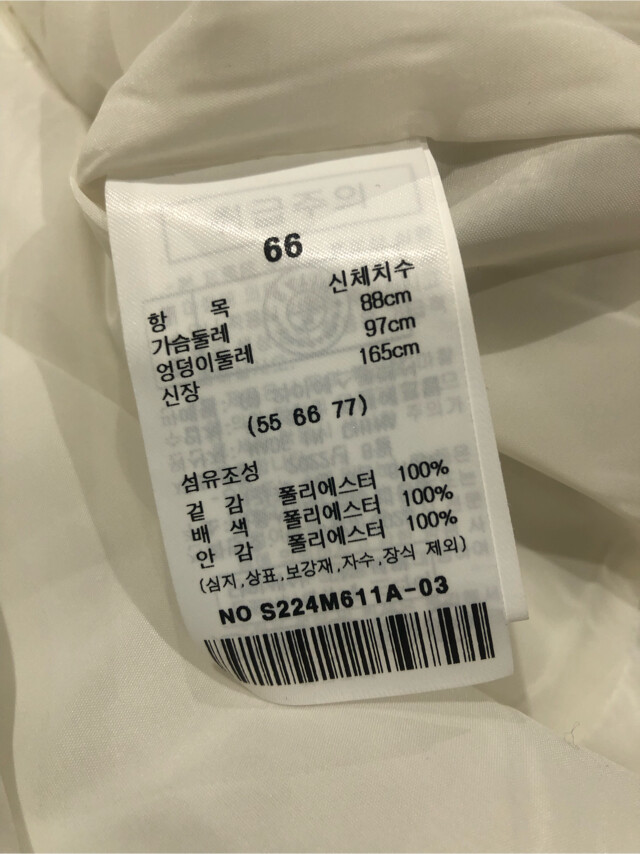 66
항 목 신체치수
가슴둘레 88cm
엉덩이둘레 97cm
신장 165cm
(55 66 77)
섬유조성
겉 감 폴리에스터 100%
배 색 폴리에스터 100%
안 감 폴리에스터 100%
(심지,상표,보강재,자수,장식 제외)
NO S224M611A-03